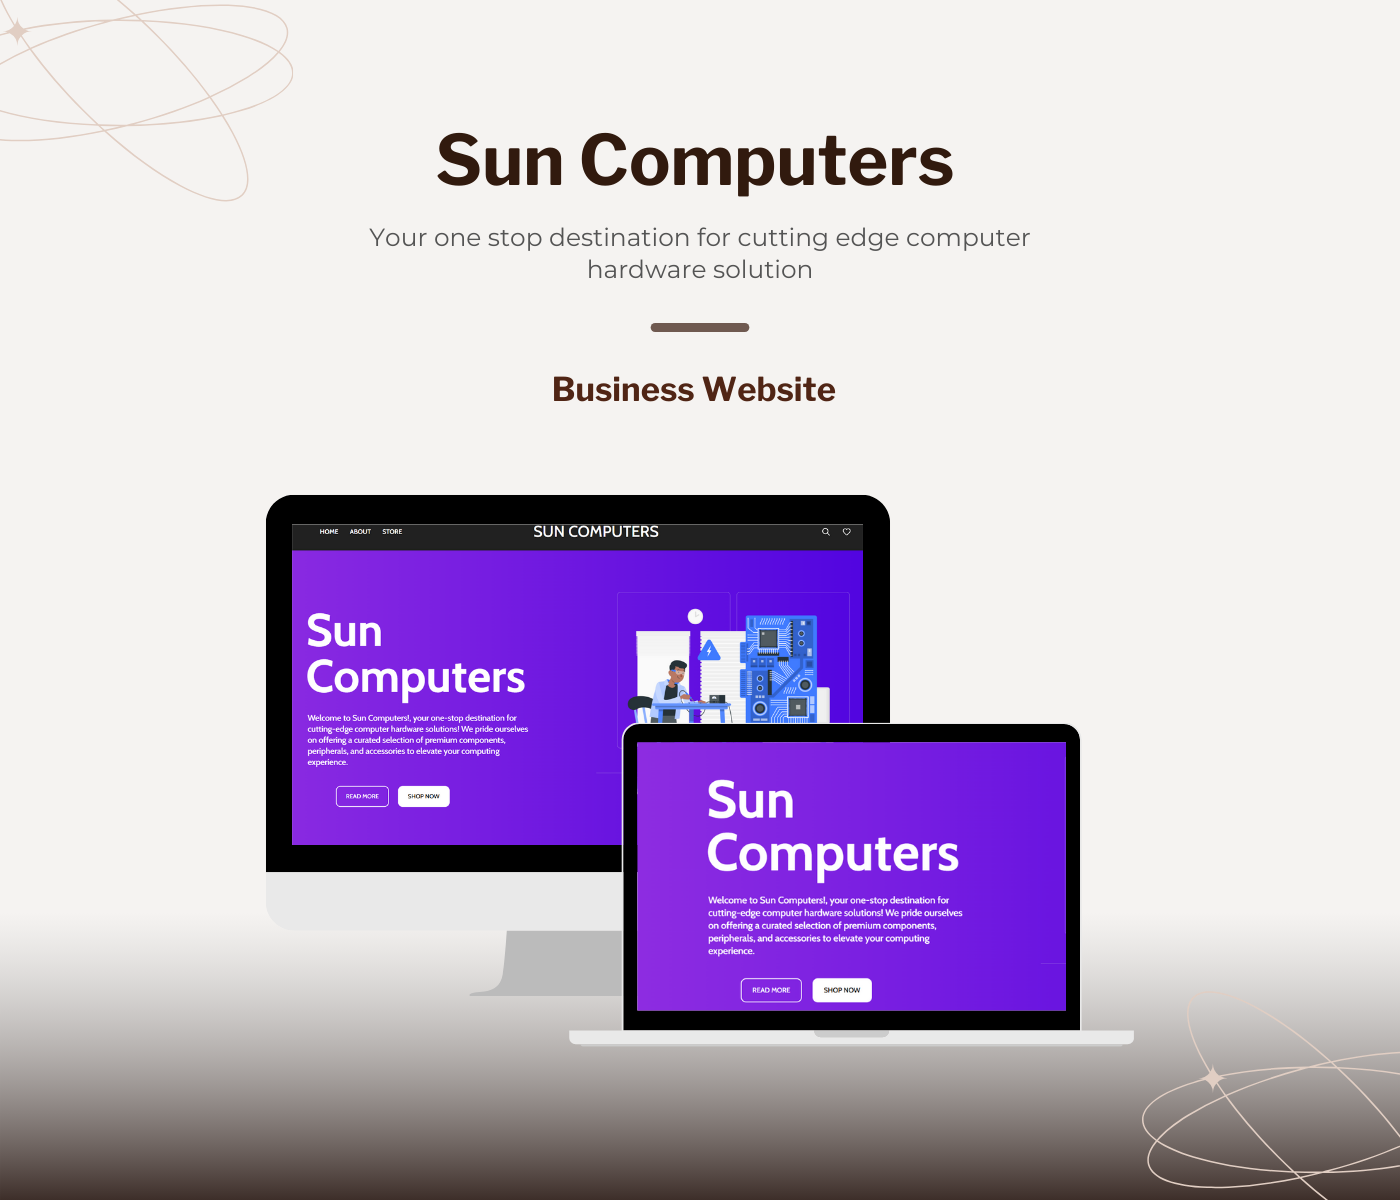 Sun Computers
Your one stop destination for cutting edge computer
hardware solution
Business Website
HOME ABOUT STORE SUN COMPUTERS
Sun
Computers
Welcome to Sun Computers!, your one-stop destination for
cutting-edge computer hardware solutions! We pride ourselves
on offering a curated selection of premium components,
peripherals, and accessories to elevate your computing
experience.
READ MORE SHOP NOW
Sun
Computers
Welcome to Sun Computers!, your one-stop destination for
cutting-edge computer hardware solutions! We pride ourselves
on offering a curated selection of premium components,
peripherals, and accessories to elevate your computing
experience.
READ MORE SHOP NOW